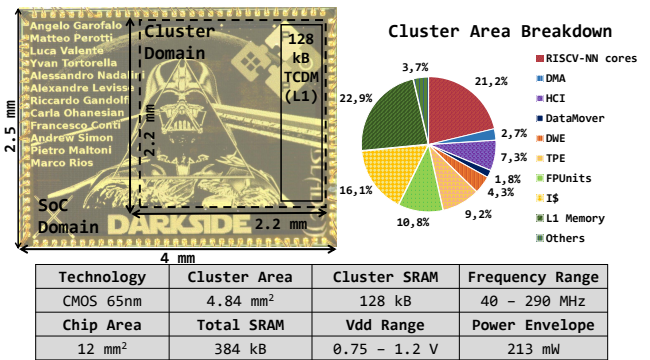 Angelo Garofalo
Matteo Perotti
Luca Valente
Yvan Tortorella
Alessandro Nadalini
Alexandre Levisse
Riccardo Gandolfi
Carla Ohanesian
Francesco Conti
Andrew Simon
Pietro Maltoni
Marco Rios
Cluster
Domain
128
kB
TCDM
(L1)
2.5 mm
2.2 mm
SoC
Domain
DARKSIDE
2.2 mm
4 mm
Cluster Area Breakdown
3,7%
21,2%
22,9%
2,7%
7,3%
1,8%
4,3%
16,1%
9,2%
10,8%
RISCV-NN cores
DMA
HCI
DataMover
DWE
TPE
FPUnits
I$
L1 Memory
Others
Technology Cluster Area Cluster SRAM Frequency Range
CMOS 65nm 4.84 mm² 128 kB 40 – 290 MHz
Chip Area Total SRAM Vdd Range Power Envelope
12 mm² 384 kB 0.75 – 1.2 V 213 mW